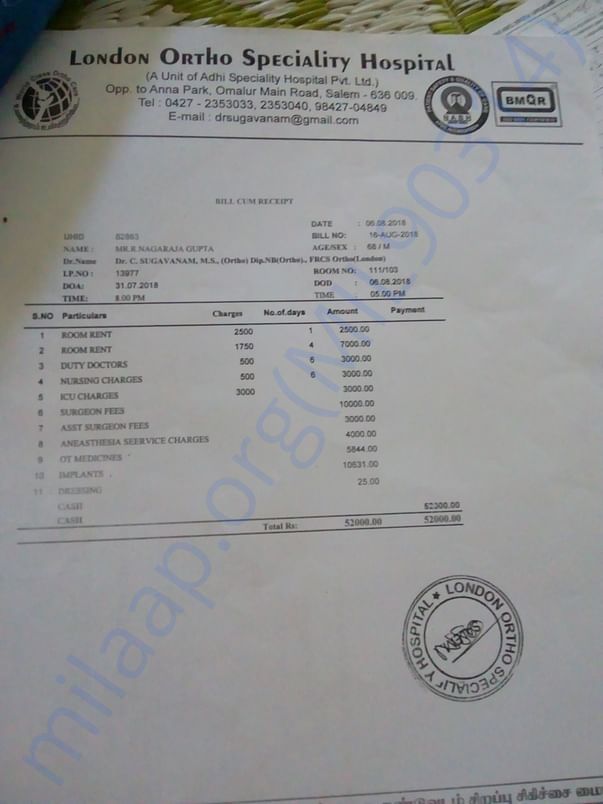 LONDON ORTHO SPECIALITY HOSPITAL
(A Unit of Adhi Speciality Hospital Pvt. Ltd.)
Opp. to Anna Park, Omalur Main Road, Salem - 636 009.
Tel : 0427 - 2353033, 2353040, 98427-04849
E-mail : drsugavanam@gmail.com
World Class Ortho Care
NABH
BMQR
BILL CUM RECEIPT
DATE : 06.08.2018
UHID 52863 BILL NO: 16-AUG-2018
NAME : MR.R.NAGARAJA GUPTA AGE/SEX : 68 / M
Dr.Name Dr. C. SUGAVANAM, M.S., (Ortho) Dip.NB(Ortho)., FRCS Ortho(London)
I.P.NO : 13977 ROOM NO: 111/103
DOA: 31.07.2018 DOD : 06.08.2018
TIME: 8.00 PM TIME : 05.00 PM
S.NO Particulars Charges No.of.days Amount Payment
1 ROOM RENT 2500 1 2500.00
2 ROOM RENT 1750 4 7000.00
3 DUTY DOCTORS 500 6 3000.00
4 NURSING CHARGES 500 6 3000.00
5 ICU CHARGES 3000 3000.00
6 SURGEON FEES 10000.00
7 ASST SURGEON FEES 3000.00
8 ANEASTHESIA SEERVICE CHARGES 4000.00
9 OT MEDICINES 5844.00
10 IMPLANTS 10631.00
11 DRESSING 25.00
CASH 52000.00
CASH Total Rs: 52000.00 52000.00
LONDON ORTHO SPECIALITY HOSPITAL
சிறப்பு சிகிச்சை
milaap.org